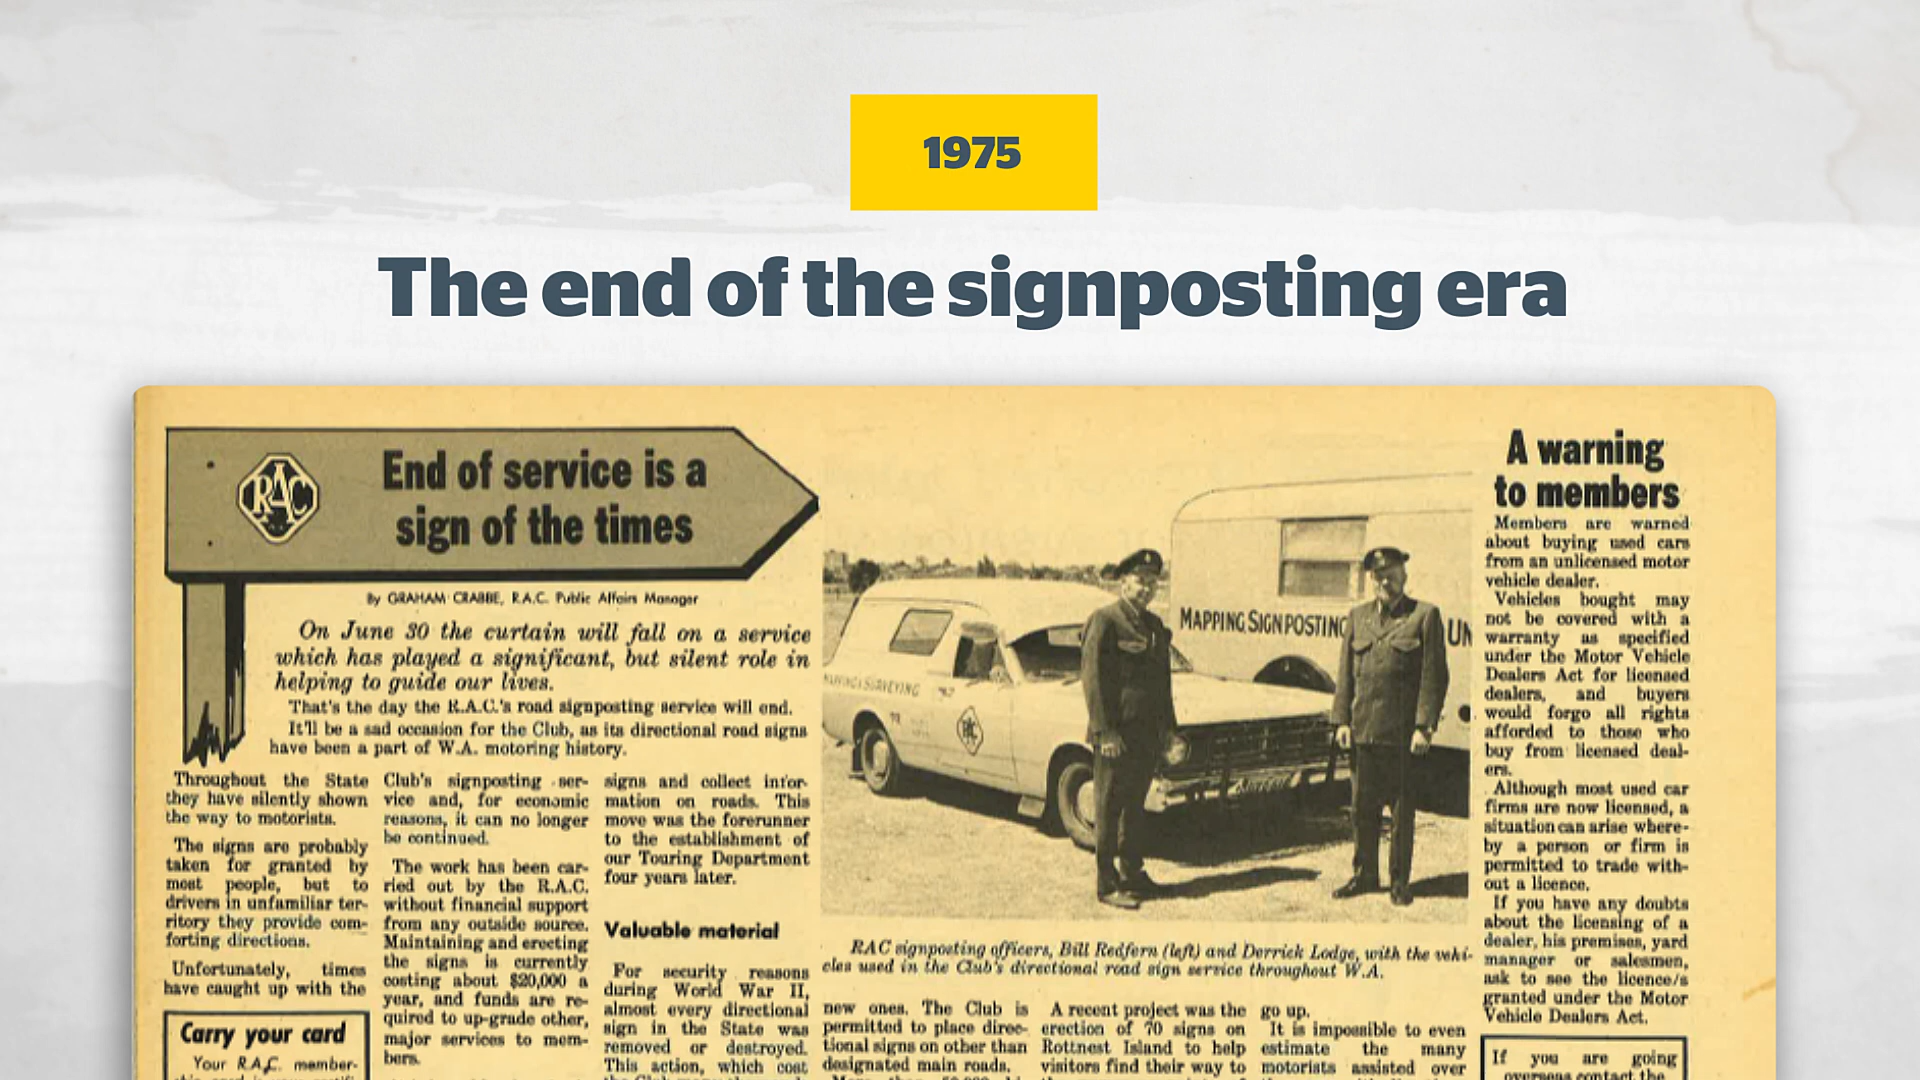 1975
The end of the signposting era
RAC
End of service is a
sign of the times
By GRAHAM CRABBE, R.A.C. Public Affairs Manager
On June 30 the curtain will fall on a service
which has played a significant, but silent role in
helping to guide our lives.
That's the day the R.A.C.'s road signposting service will end.
It'll be a sad occasion for the Club, as its directional road signs
have been a part of W.A. motoring history.
Throughout the State
they have silently shown
the way to motorists.
The signs are probably
taken for granted by
most people, but to
drivers in unfamiliar ter-
ritory they provide com-
forting directions.
Unfortunately, times
have caught up with the
Carry your card
Your R.A.C. member-
Club's signposting ser-
vice and, for economic
reasons, it can no longer
be continued.
The work has been car-
ried out by the R.A.C.
without financial support
from any outside source.
Maintaining and erecting
the signs is currently
costing about $20,000 a
year, and funds are re-
quired to up-grade other,
major services to mem-
bers.
signs and collect infor-
mation on roads. This
move was the forerunner
to the establishment of
our Touring Department
four years later.
Valuable material
For security reasons
during World War II,
almost every directional
sign in the State was
removed or destroyed.
This action, which cost
MAPPING SIGNPOSTING
UN
SURVEYING
RAC
RAC signposting officers, Bill Redfern (left) and Derrick Lodge, with the vehi-
cles used in the Club's directional road sign service throughout W.A.
new ones. The Club is
permitted to place direc-
tional signs on other than
designated main roads.
A recent project was the
erection of 70 signs on
Rottnest Island to help
visitors find their way to
go up.
It is impossible to even
estimate the many
motorists assisted over
A warning
to members
Members are warned
about buying used cars
from an unlicensed motor
vehicle dealer.
Vehicles bought may
not be covered with a
warranty as specified
under the Motor Vehicle
Dealers Act for licensed
dealers, and buyers
would forgo all rights
afforded to those who
buy from licensed deal-
ers.
Although most used car
firms are now licensed, a
situation can arise where-
by a person or firm is
permitted to trade with-
out a licence.
If you have any doubts
about the licensing of a
dealer, his premises, yard
manager or salesmen,
ask to see the licence/s
granted under the Motor
Vehicle Dealers Act.
If you are going
overseas contact the